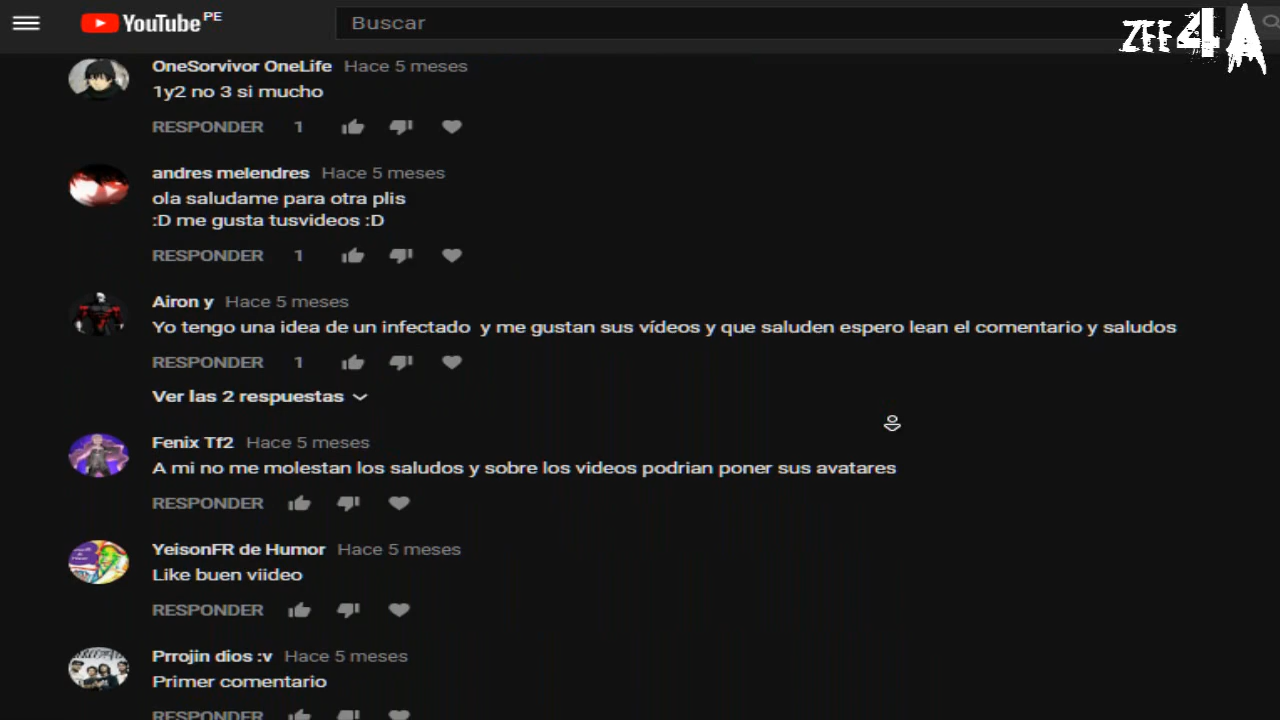 YouTube PE
Buscar
ZEE4A
OneSorvivor OneLife Hace 5 meses
1y2 no 3 si mucho
RESPONDER 1
andres melendres Hace 5 meses
ola saludame para otra plis
:D me gusta tusvideos :D
RESPONDER 1
Airon y Hace 5 meses
Yo tengo una idea de un infectado y me gustan sus vídeos y que saluden espero lean el comentario y saludos
RESPONDER 1
Ver las 2 respuestas
Fenix Tf2 Hace 5 meses
A mi no me molestan los saludos y sobre los videos podrian poner sus avatares
RESPONDER
YeisonFR de Humor Hace 5 meses
Like buen viideo
RESPONDER
Prrojin dios :v Hace 5 meses
Primer comentario
RESPONDER